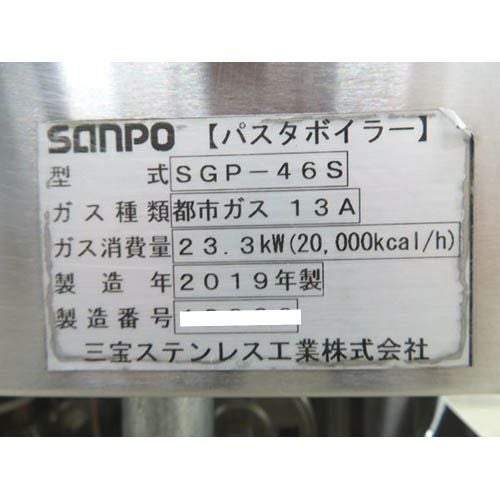 sanpo 【パスタボイラー】
型式 SGP-46S
ガス種類 都市ガス 13A
ガス消費量 23.3kW(20,000kcal/h)
製造年 2019年製
製造番号
三宝ステンレス工業株式会社